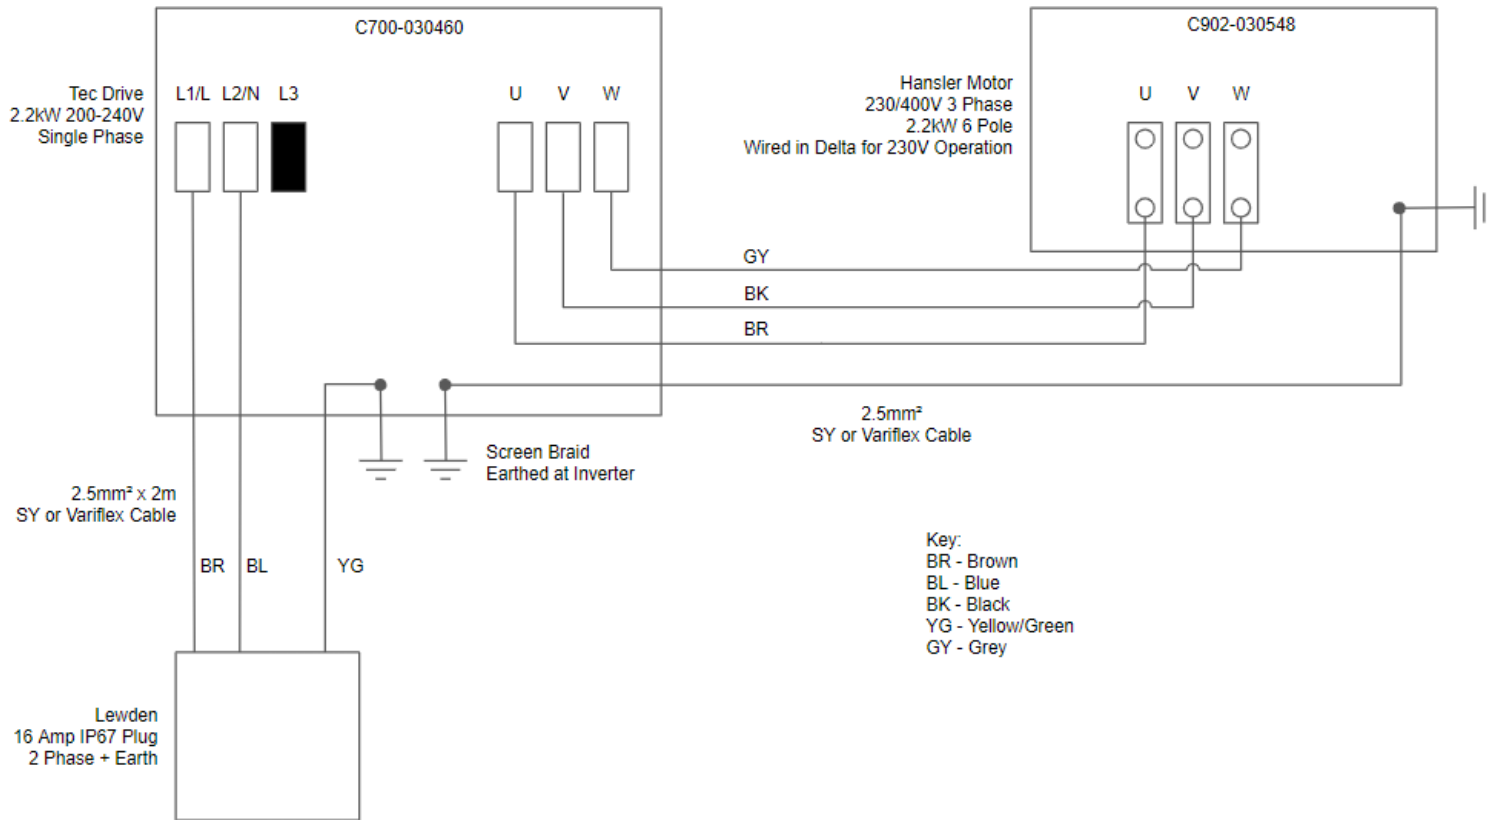 C700-030460
C902-030548
Tec Drive
2.2kW 200-240V
Single Phase
L1/L L2/N L3
U V W
Hansler Motor
230/400V 3 Phase
2.2kW 6 Pole
Wired in Delta for 230V Operation
U V W
GY
BK
BR
2.5mm²
SY or Variflex Cable
Screen Braid
Earthed at Inverter
2.5mm² x 2m
SY or Variflex Cable
BR BL YG
Key:
BR - Brown
BL - Blue
BK - Black
YG - Yellow/Green
GY - Grey
Lewden
16 Amp IP67 Plug
2 Phase + Earth